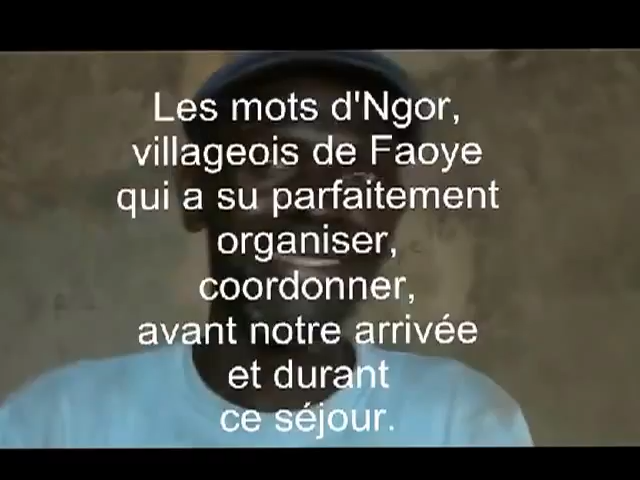 Les mots d'Ngor,
villageois de Faoye
qui a su parfaitement
organiser,
coordonner,
avant notre arrivée
et durant
ce séjour.